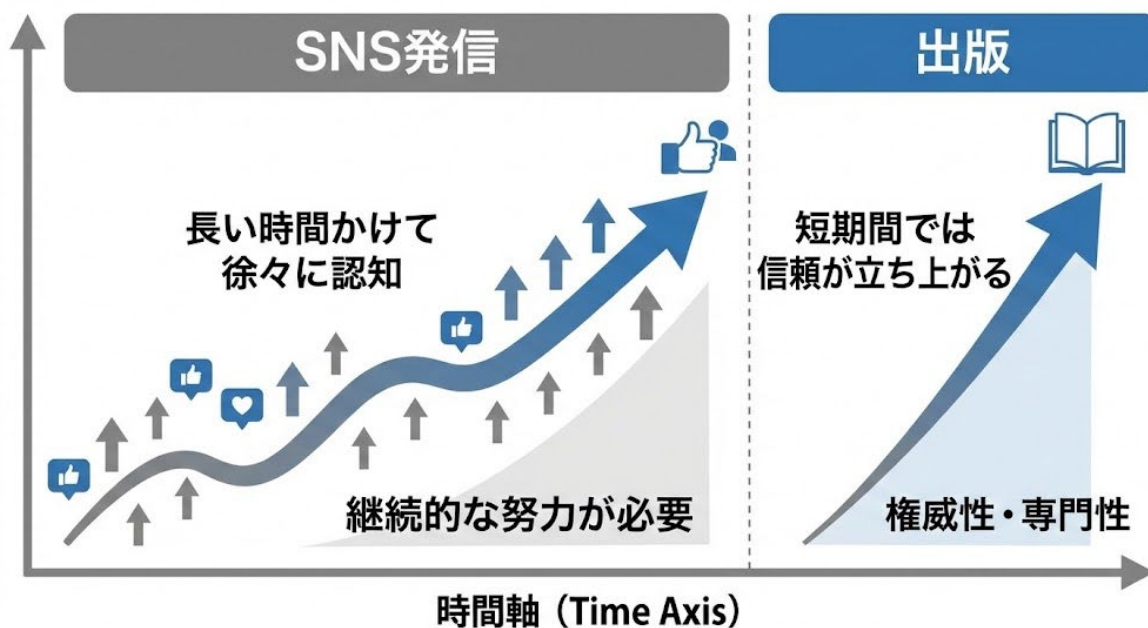 SNS発信
出版
長い時間かけて
徐々に認知
短期間では
信頼が立ち上がる
継続的な努力が必要
権威性・専門性
時間軸（Time Axis）